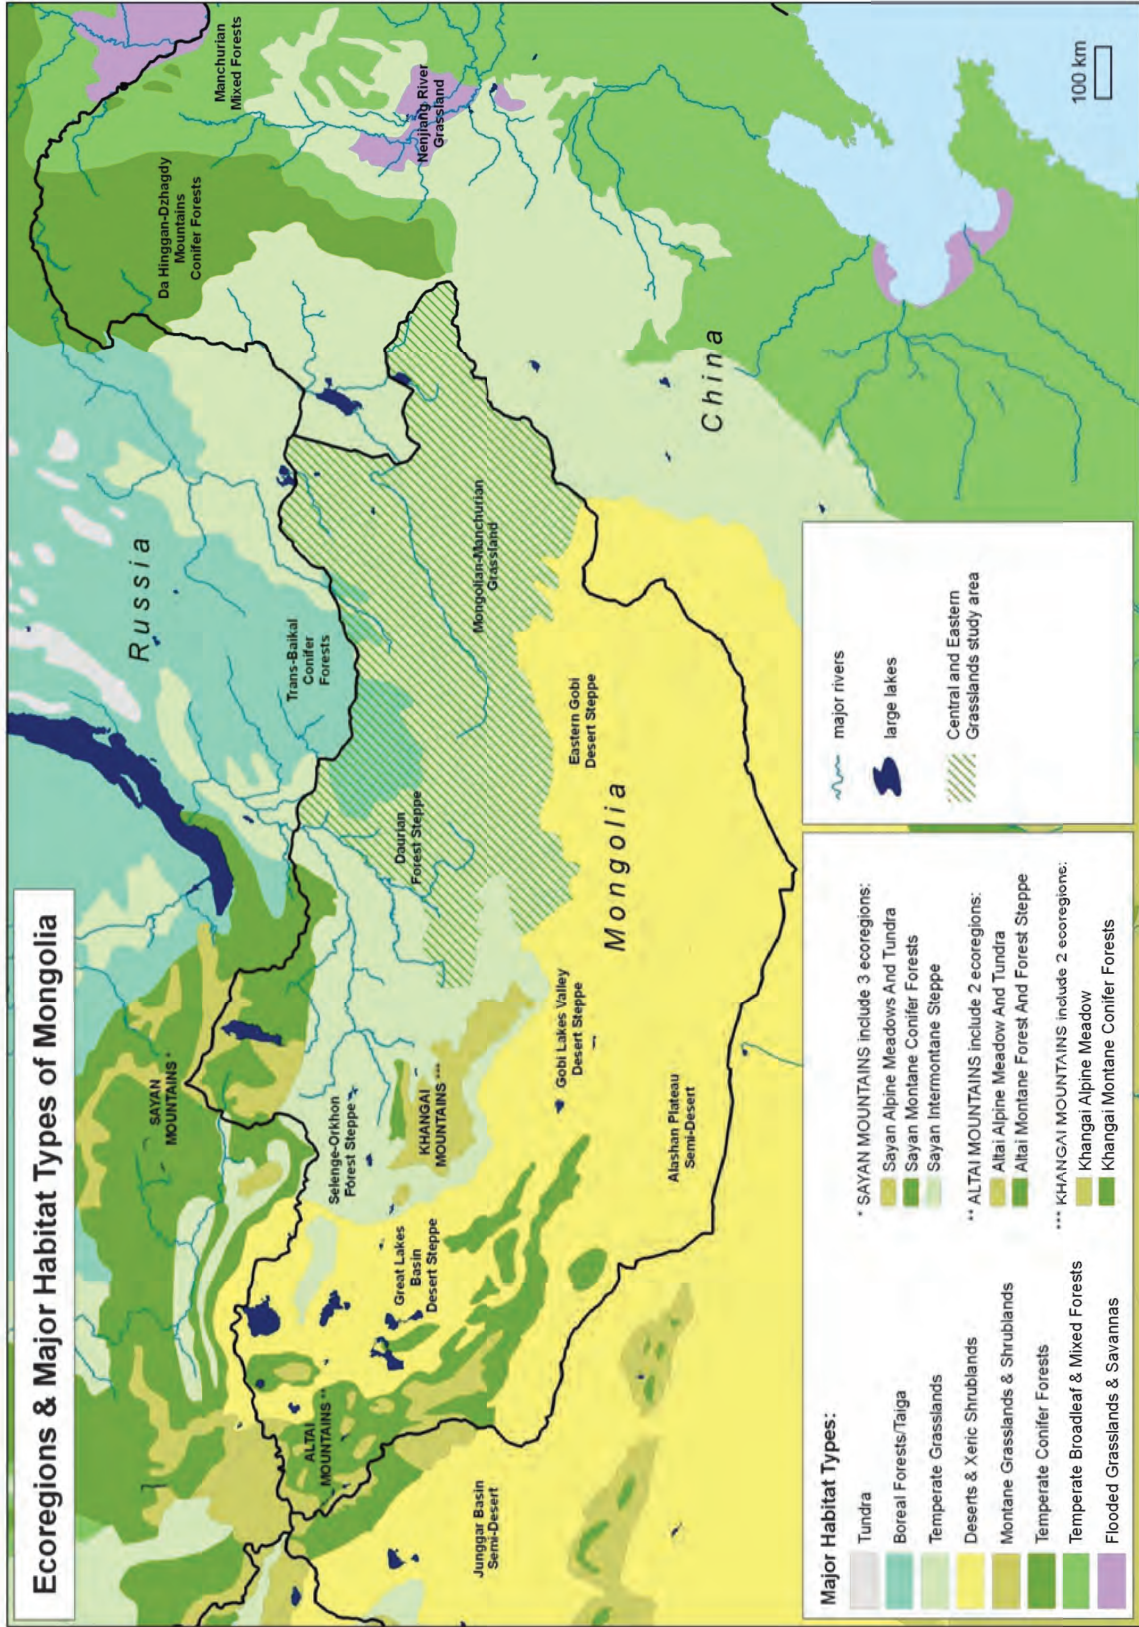 Ecoregions & Major Habitat Types of Mongolia
Russia
Mongolia
China
SAYAN
MOUNTAINS *
ALTAI
MOUNTAINS **
KHANGAI
MOUNTAINS ***
Junggar Basin
Semi-Desert
Great Lakes
Basin
Desert Steppe
Selenge-Orkhon
Forest Steppe
Gobi Lakes Valley
Desert Steppe
Alashan Plateau
Semi-Desert
Daurian
Forest Steppe
Eastern Gobi
Desert Steppe
Trans-Baikal
Conifer
Forests
Mongolian-Manchurian
Grassland
Da Hinggan-Dzhagdy
Mountains
Conifer Forests
Manchurian
Mixed Forests
Nenjiang River
Grassland
100 km
Major Habitat Types:
Tundra
Boreal Forests/Taiga
Temperate Grasslands
Deserts & Xeric Shrublands
Montane Grasslands & Shrublands
Temperate Conifer Forests
Temperate Broadleaf & Mixed Forests
Flooded Grasslands & Savannas
* SAYAN MOUNTAINS include 3 ecoregions:
Sayan Alpine Meadows And Tundra
Sayan Montane Conifer Forests
Sayan Intermontane Steppe
** ALTAI MOUNTAINS include 2 ecoregions:
Altai Alpine Meadow And Tundra
Altai Montane Forest And Forest Steppe
*** KHANGAI MOUNTAINS include 2 ecoregions:
Khangai Alpine Meadow
Khangai Montane Conifer Forests
major rivers
large lakes
Central and Eastern
Grasslands study area